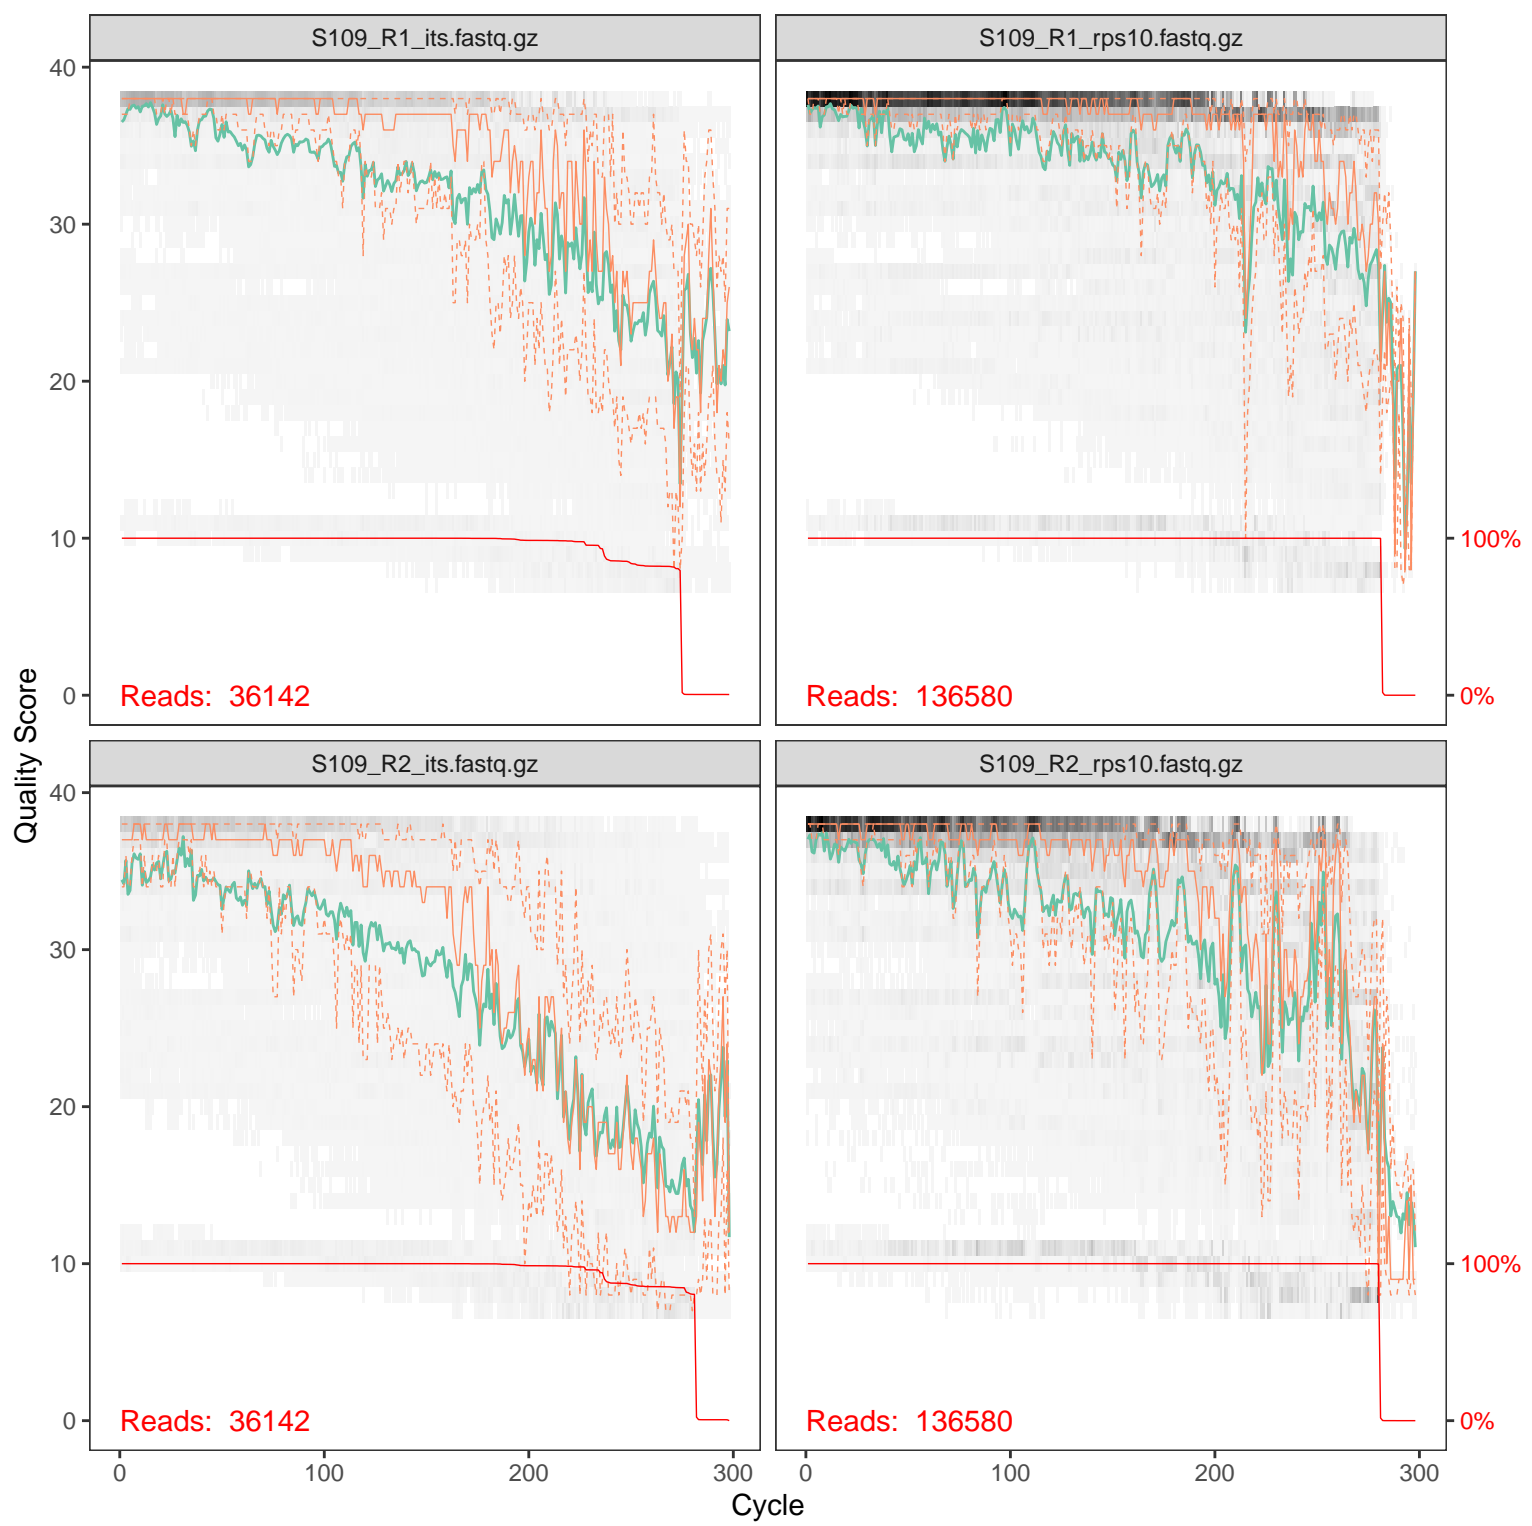 S109_R1_its.fastq.gz
S109_R1_rps10.fastq.gz
40
30
20
10
0
100%
0%
Reads: 36142
Reads: 136580
Quality Score
S109_R2_its.fastq.gz
S109_R2_rps10.fastq.gz
40
30
20
10
0
100%
0%
Reads: 36142
Reads: 136580
0 100 200 300
0 100 200 300
Cycle